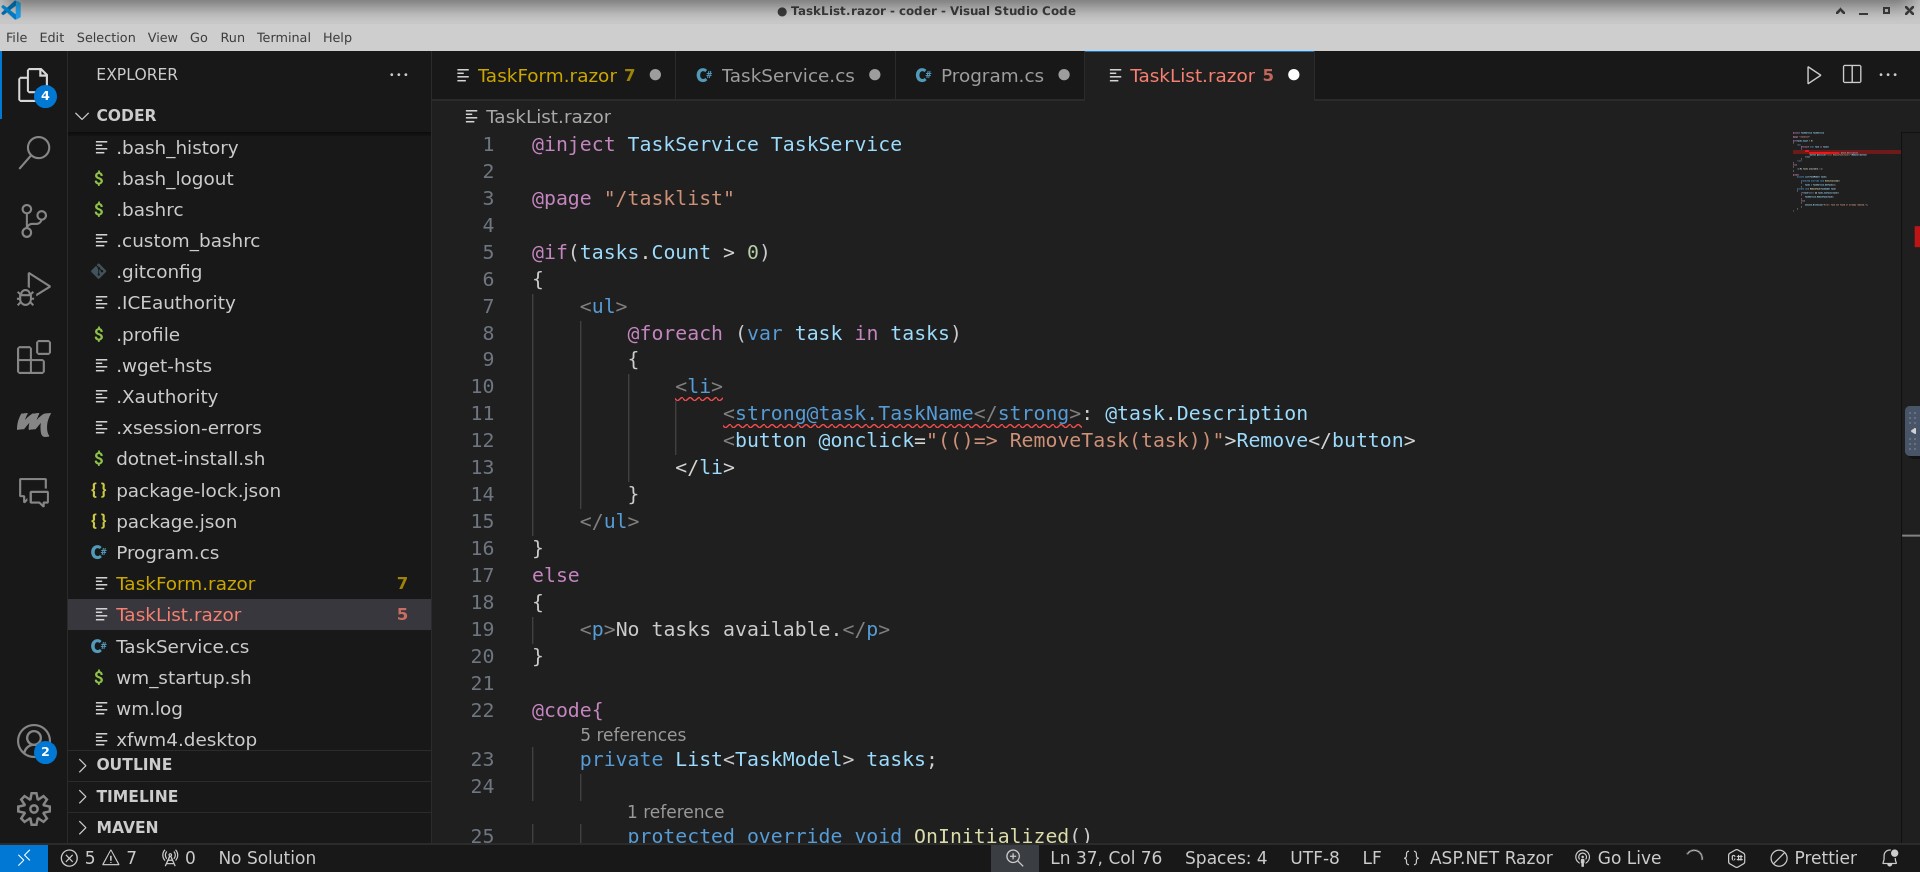 ● TaskList.razor - coder - Visual Studio Code
File Edit Selection View Go Run Terminal Help
EXPLORER ...
TaskForm.razor 7 ● TaskService.cs ● Program.cs ● TaskList.razor 5 ●
CODER
.bash_history
.bash_logout
.bashrc
.custom_bashrc
.gitconfig
.ICEauthority
.profile
.wget-hsts
.Xauthority
.xsession-errors
dotnet-install.sh
package-lock.json
package.json
Program.cs
TaskForm.razor 7
TaskList.razor 5
TaskService.cs
wm_startup.sh
wm.log
xfwm4.desktop
OUTLINE
TIMELINE
MAVEN
4
2
TaskList.razor
1 @inject TaskService TaskService
2
3 @page "/tasklist"
4
5 @if(tasks.Count > 0)
6 {
7 <ul>
8 @foreach (var task in tasks)
9 {
10 <li>
11 <strong@task.TaskName</strong>: @task.Description
12 <button @onclick="(()=> RemoveTask(task))">Remove</button>
13 </li>
14 }
15 </ul>
16 }
17 else
18 {
19 <p>No tasks available.</p>
20 }
21
22 @code{
5 references
23 private List<TaskModel> tasks;
24
1 reference
25 protected override void OnInitialized()
5 7 0 No Solution Ln 37, Col 76 Spaces: 4 UTF-8 LF {} ASP.NET Razor Go Live Prettier